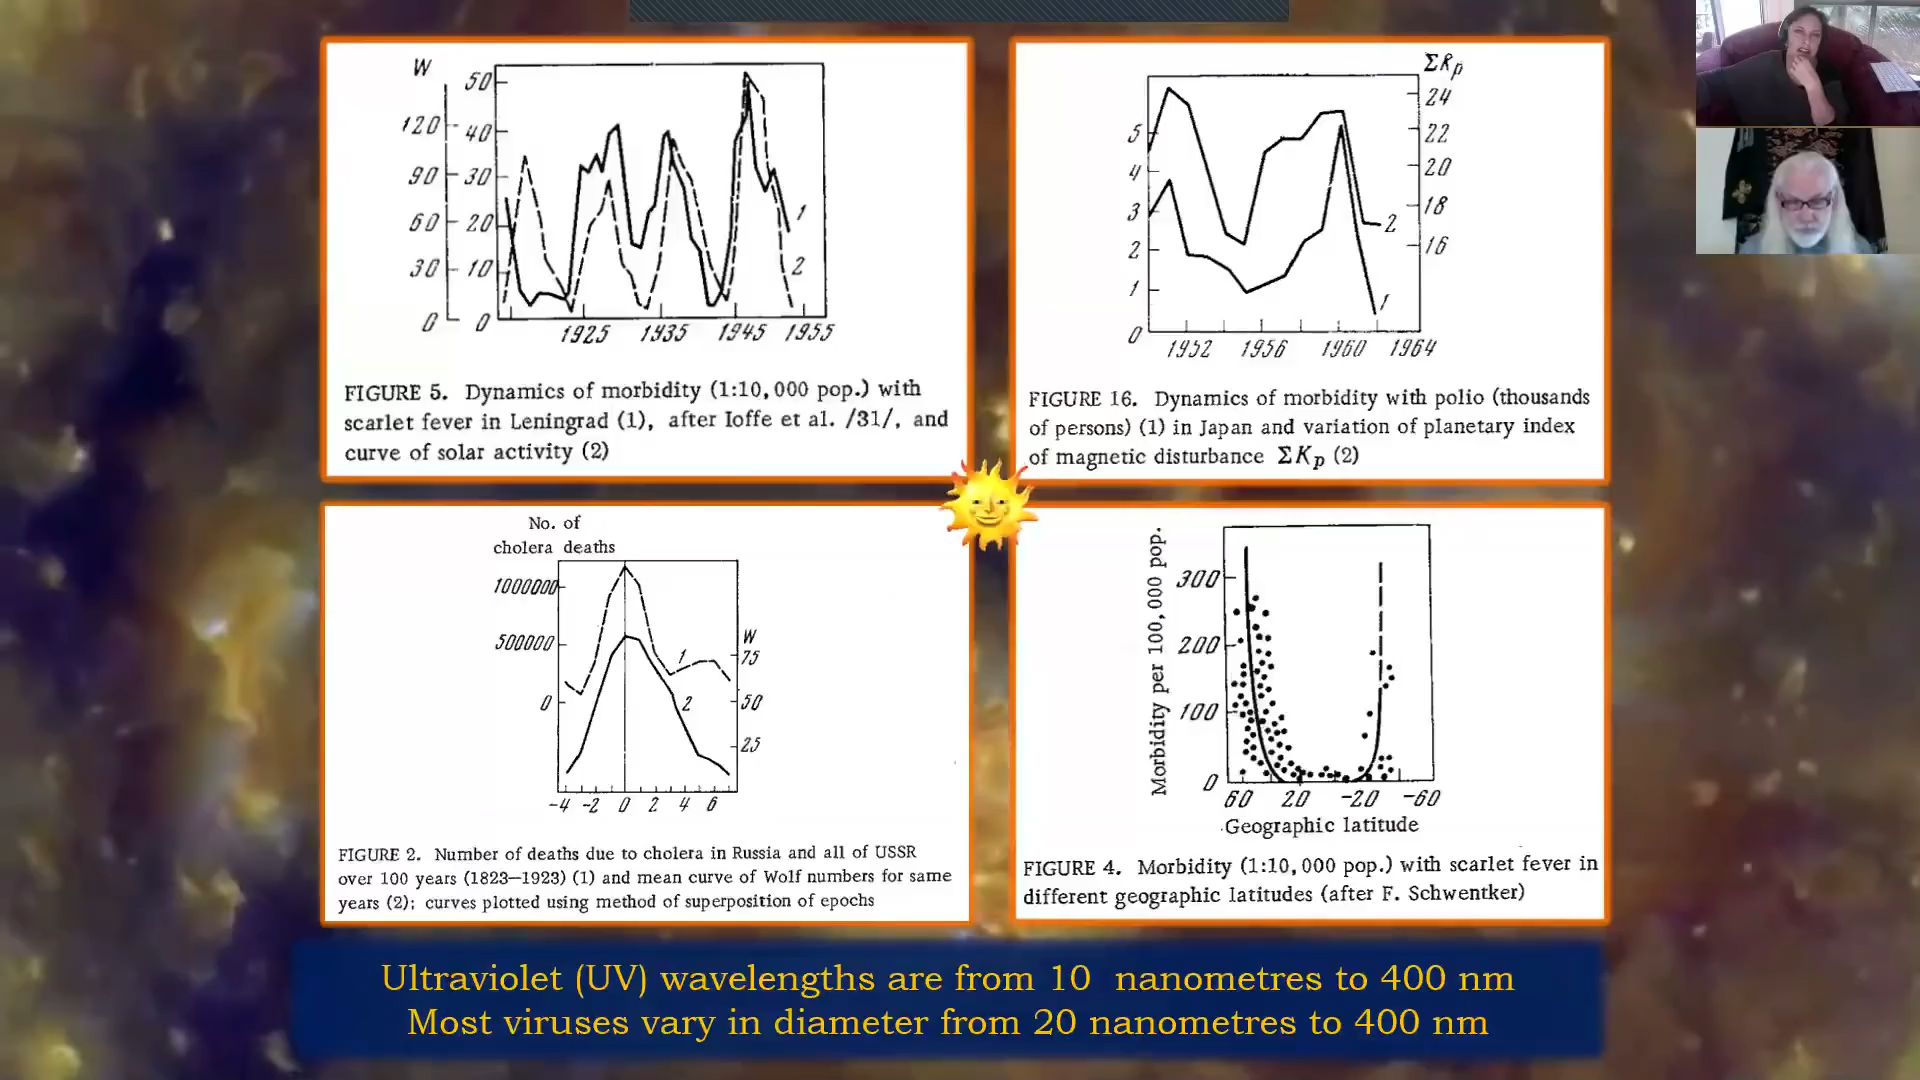 W
50
120
40
90
30
60
20
30
10
0
0
1
2
1925 1935 1945 1955
FIGURE 5. Dynamics of morbidity (1:10,000 pop.) with
scarlet fever in Leningrad (1), after Ioffe et al. /31/, and
curve of solar activity (2)
ΣKp
24
5
22
4
20
3
18
2
16
1
0
2
1
1952 1956 1960 1964
FIGURE 16. Dynamics of morbidity with polio (thousands
of persons) (1) in Japan and variation of planetary index
of magnetic disturbance ΣKp (2)
No. of
cholera deaths
1000000
500000
0
W
75
50
25
1
2
-4 -2 0 2 4 6
FIGURE 2. Number of deaths due to cholera in Russia and all of USSR
over 100 years (1823—1923) (1) and mean curve of Wolf numbers for same
years (2); curves plotted using method of superposition of epochs
Morbidity per 100,000 pop.
300
200
100
0
60 20 -20 -60
Geographic latitude
FIGURE 4. Morbidity (1:10,000 pop.) with scarlet fever in
different geographic latitudes (after F. Schwentker)
Ultraviolet (UV) wavelengths are from 10 nanometres to 400 nm
Most viruses vary in diameter from 20 nanometres to 400 nm